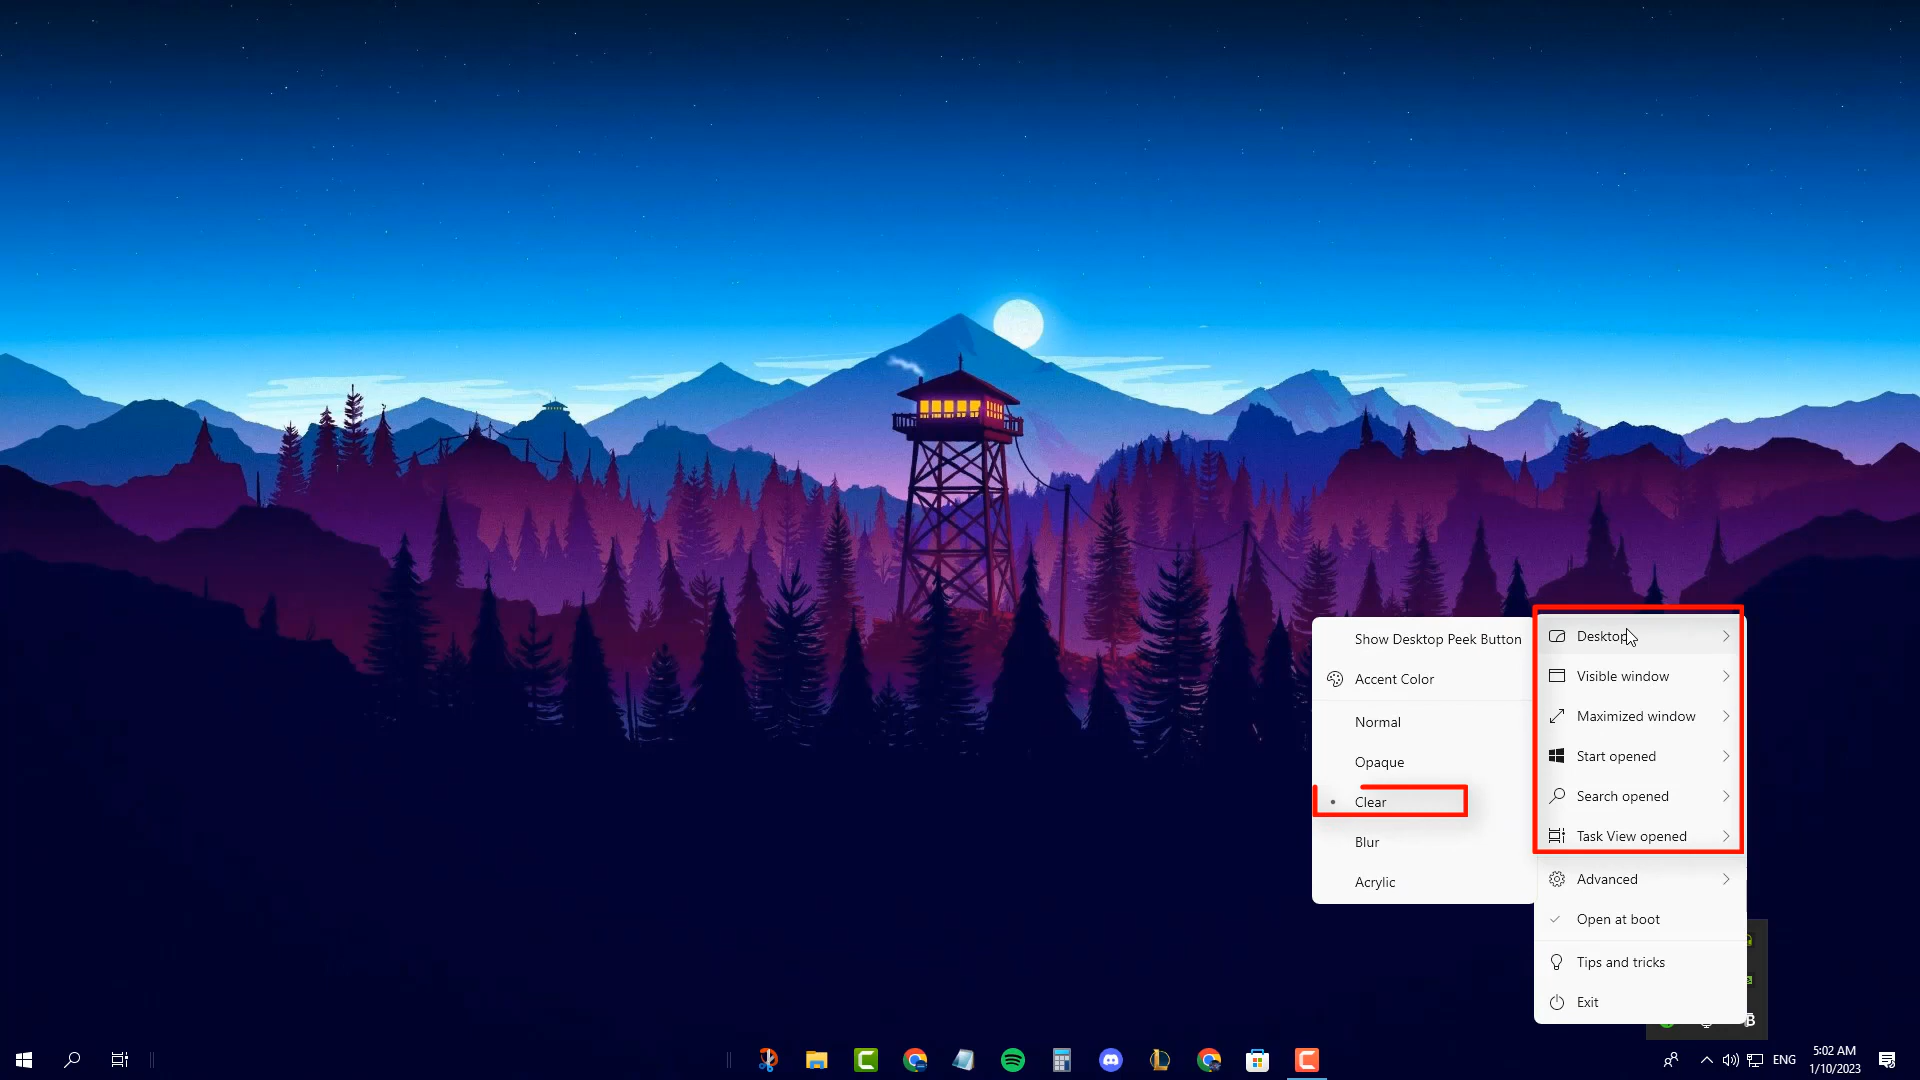 Show Desktop Peek Button
Accent Color
Normal
Opaque
Clear
Blur
Acrylic
Desktop
Visible window
Maximized window
Start opened
Search opened
Task View opened
Advanced
Open at boot
Tips and tricks
Exit
ENG
5:02 AM
1/10/2023